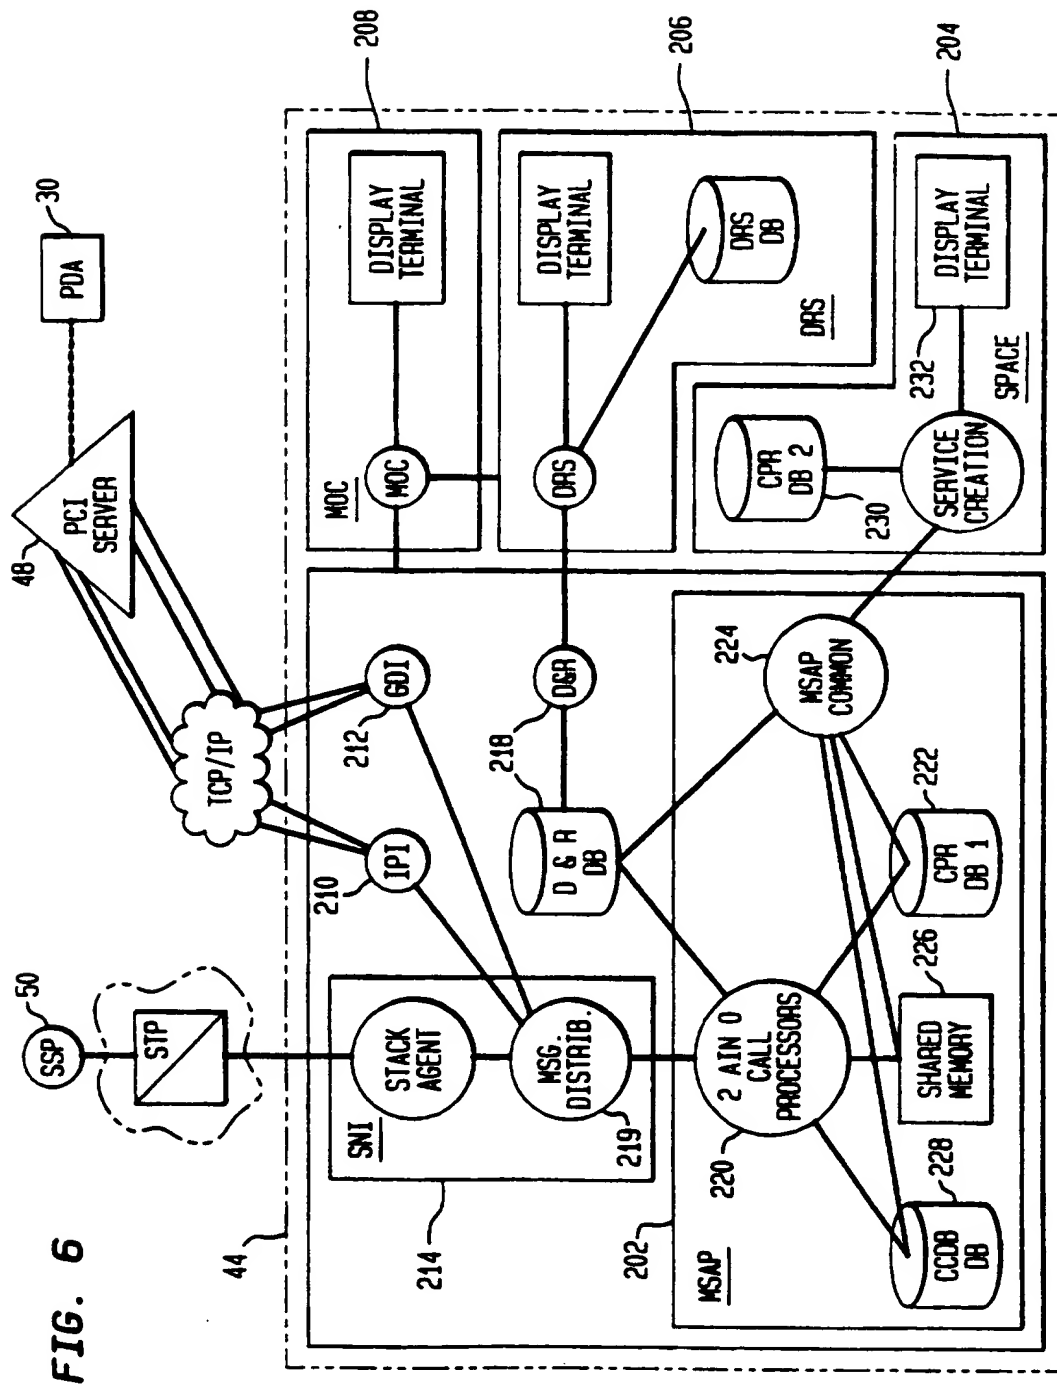 FIG. 6
44
50
SSP
STP
48
PCI
SERVER
30
PDA
TCP/IP
214
SNI
STACK
AGENT
MSG.
DISTRIB.
219
210
IPI
212
GDI
218
D & R
DB
D&R
MOC
MOC
DISPLAY
TERMINAL
208
DRS
DISPLAY
TERMINAL
DRS
DB
DRS
206
202
MSAP
220
2 AIN 0
CALL
PROCESSORS
224
MSAP
COMMON
CCDB
DB
228
SHARED
MEMORY
226
CPR
DB 1
222
CPR
DB 2
230
SERVICE
CREATION
SPACE
232
DISPLAY
TERMINAL
204